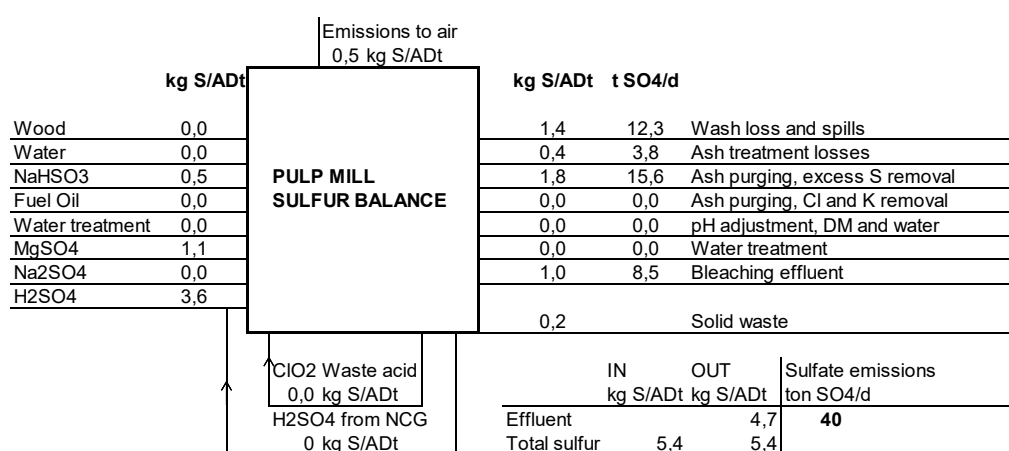 Emissions to air
0,5 kg S/ADt
kg S/ADt kg S/ADt t SO4/d
Wood 0,0 1,4 12,3 Wash loss and spills
Water 0,0 0,4 3,8 Ash treatment losses
NaHSO3 0,5 PULP MILL 1,8 15,6 Ash purging, excess S removal
Fuel Oil 0,0 SULFUR BALANCE 0,0 0,0 Ash purging, Cl and K removal
Water treatment 0,0 0,0 0,0 pH adjustment, DM and water
MgSO4 1,1 0,0 0,0 Water treatment
Na2SO4 0,0 1,0 8,5 Bleaching effluent
H2SO4 3,6
0,2 Solid waste
ClO2 Waste acid IN OUT Sulfate emissions
0,0 kg S/ADt kg S/ADt kg S/ADt ton SO4/d
H2SO4 from NCG Effluent 4,7 40
0 kg S/ADt Total sulfur 5,4 5,4